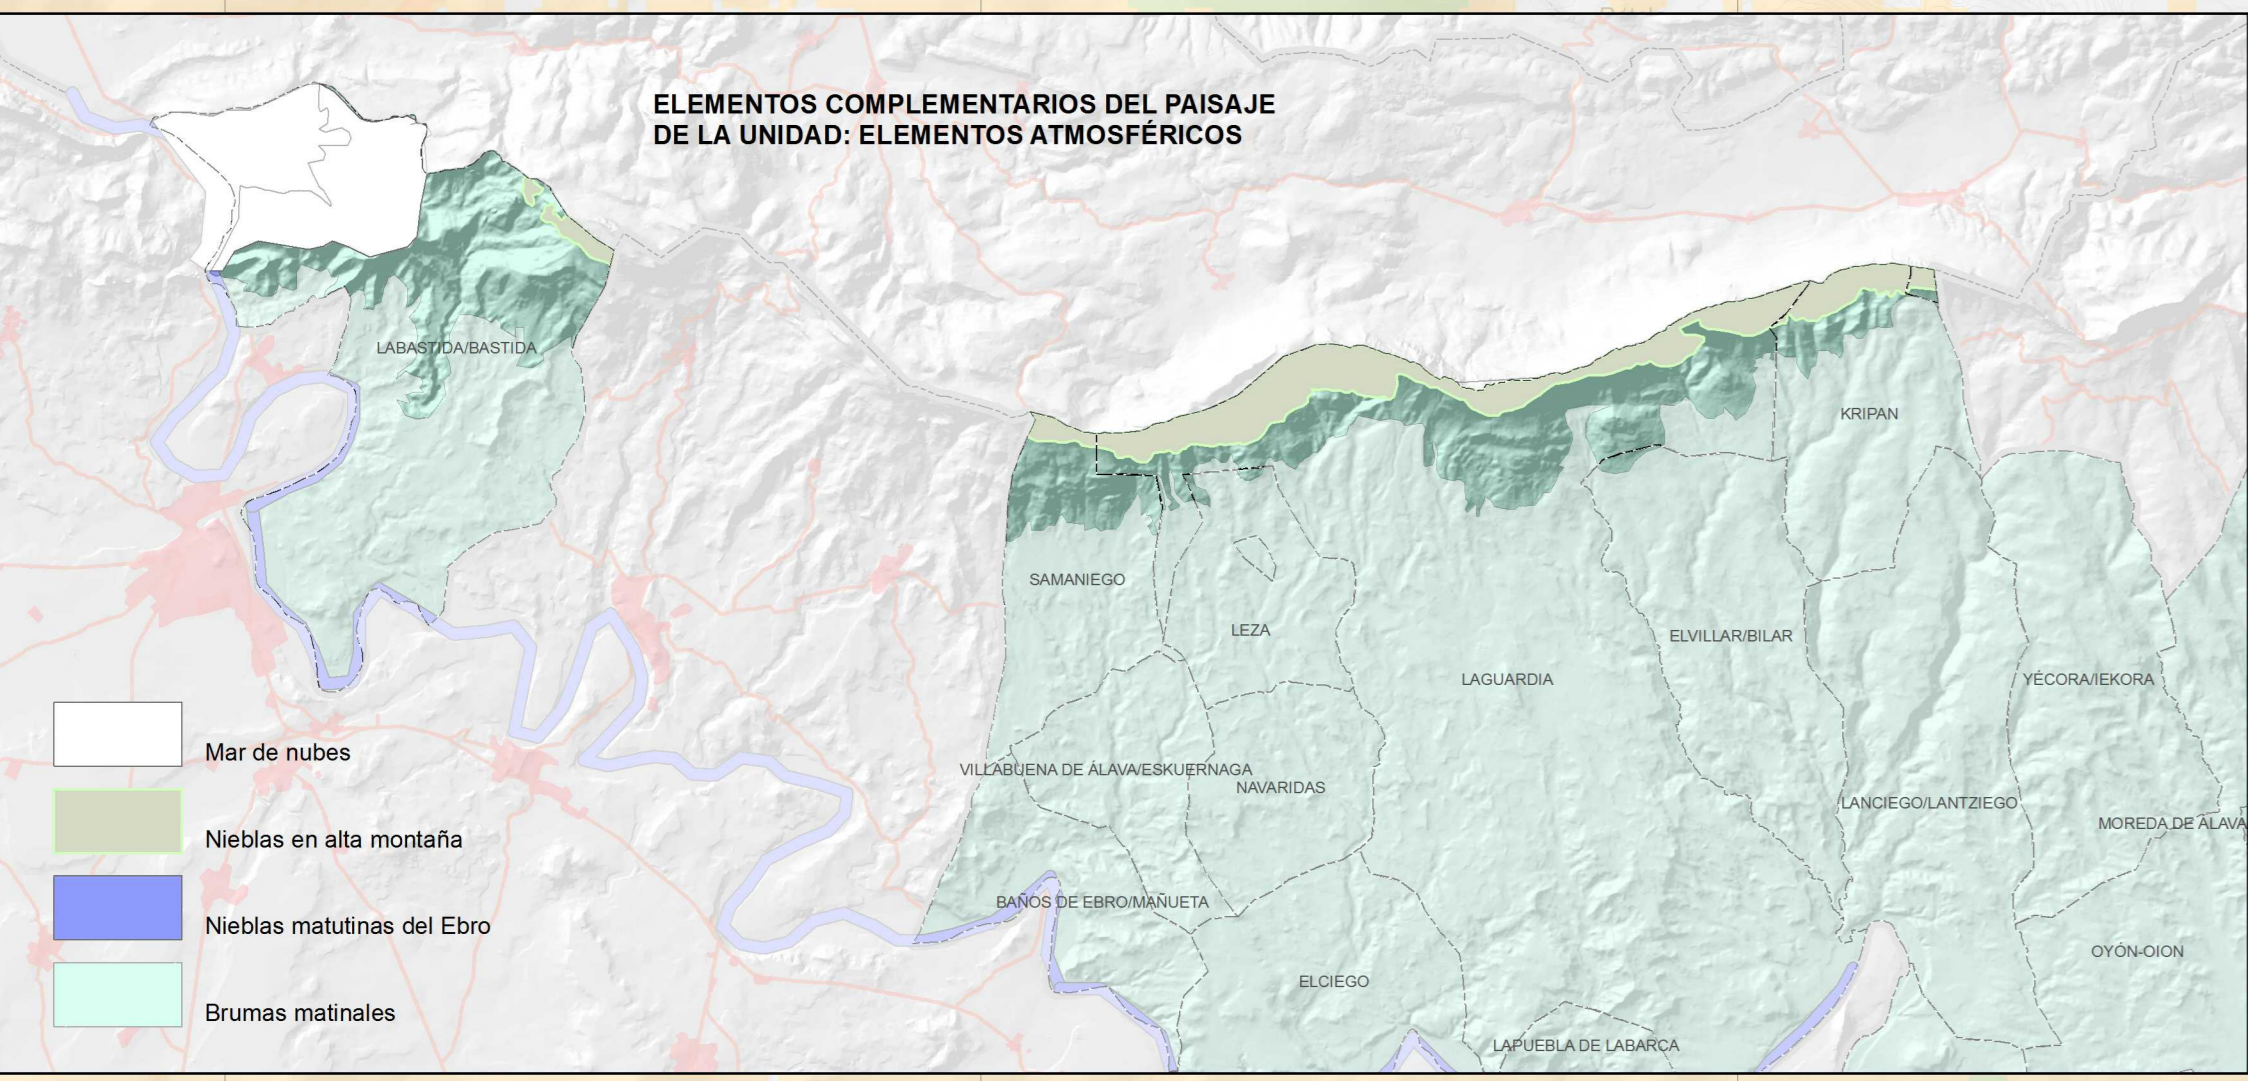 ELEMENTOS COMPLEMENTARIOS DEL PAISAJE
DE LA UNIDAD: ELEMENTOS ATMOSFÉRICOS
LABASTIDA/BASTIDA
KRIPAN
SAMANIEGO
LEZA
ELVILLAR/BILAR
LAGUARDIA
YÉCORA/IEKORA
VILLABUENA DE ÁLAVA/ESKUERNAGA
NAVARIDAS
LANCIEGO/LANTZIEGO
MOREDA DE ÁLAVA
BAÑOS DE EBRO/MAÑUETA
OYÓN-OION
ELCIEGO
LAPUEBLA DE LABARCA
Mar de nubes
Nieblas en alta montaña
Nieblas matutinas del Ebro
Brumas matinales